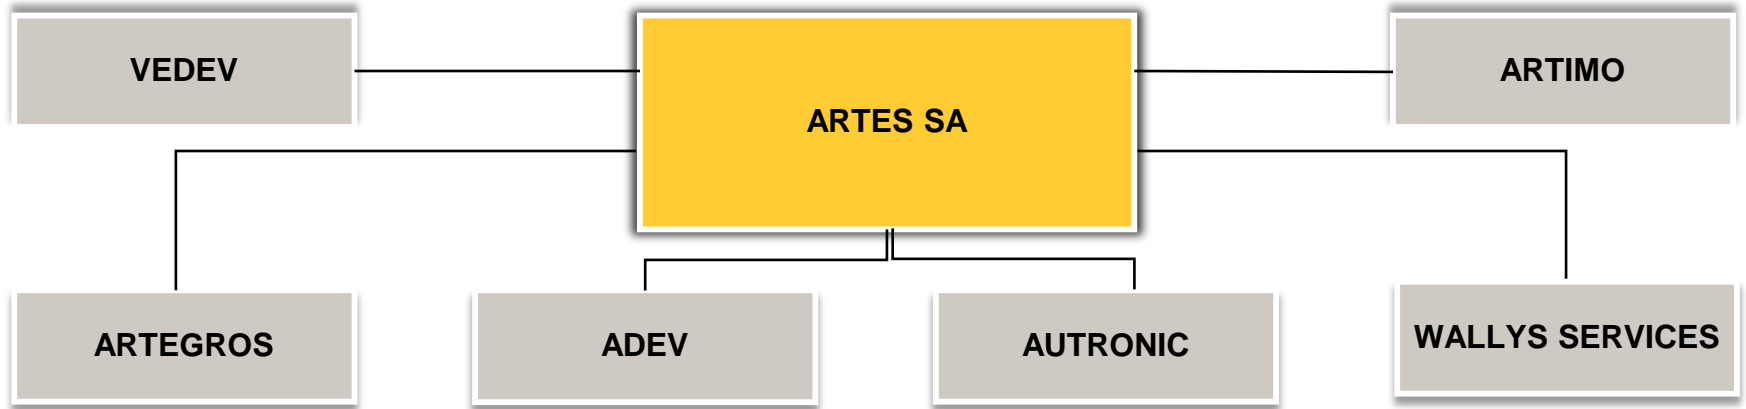 VEDEV
ARTES SA
ARTIMO
ARTEGROS
ADEV
AUTRONIC
WALLYS SERVICES